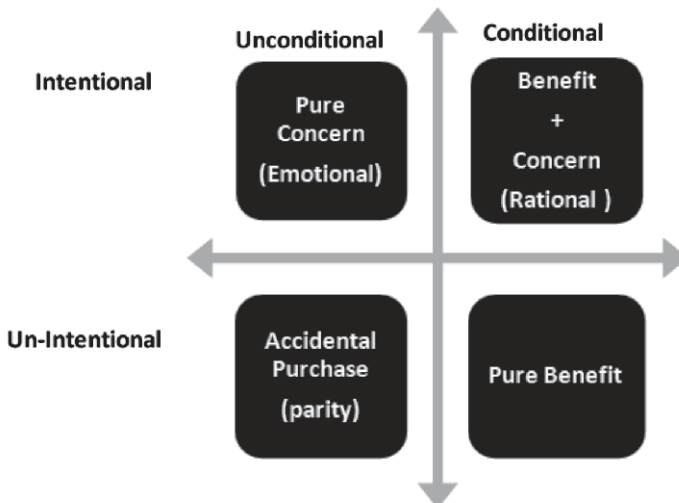 Unconditional
Conditional
Intentional
Pure
Concern
(Emotional)
Benefit
+
Concern
(Rational )
Un-Intentional
Accidental
Purchase
(parity)
Pure Benefit